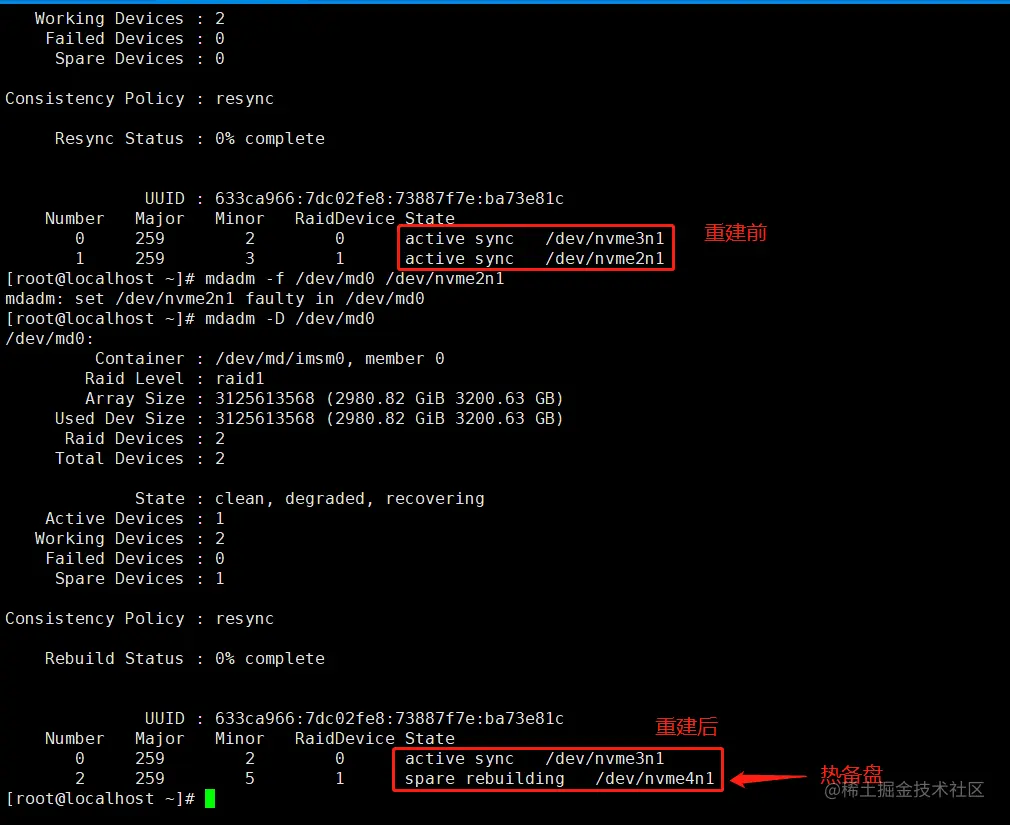 Working Devices : 2
Failed Devices : 0
Spare Devices : 0
Consistency Policy : resync
Resync Status : 0% complete
UUID : 633ca966:7dc02fe8:73887f7e:ba73e81c
Number Major Minor RaidDevice State
0 259 2 0 active sync /dev/nvme3n1
重建前
1 259 3 1 active sync /dev/nvme2n1
[root@localhost ~]# mdadm -f /dev/md0 /dev/nvme2n1
mdadm: set /dev/nvme2n1 faulty in /dev/md0
[root@localhost ~]# mdadm -D /dev/md0
/dev/md0:
Container : /dev/md/imsm0, member 0
Raid Level : raid1
Array Size : 3125613568 (2980.82 GiB 3200.63 GB)
Used Dev Size : 3125613568 (2980.82 GiB 3200.63 GB)
Raid Devices : 2
Total Devices : 2
State : clean, degraded, recovering
Active Devices : 1
Working Devices : 2
Failed Devices : 0
Spare Devices : 1
Consistency Policy : resync
Rebuild Status : 0% complete
UUID : 633ca966:7dc02fe8:73887f7e:ba73e81c
重建后
Number Major Minor RaidDevice State
0 259 2 0 active sync /dev/nvme3n1
2 259 5 1 spare rebuilding /dev/nvme4n1
热备盘
@稀土掘金技术社区
[root@localhost ~]#